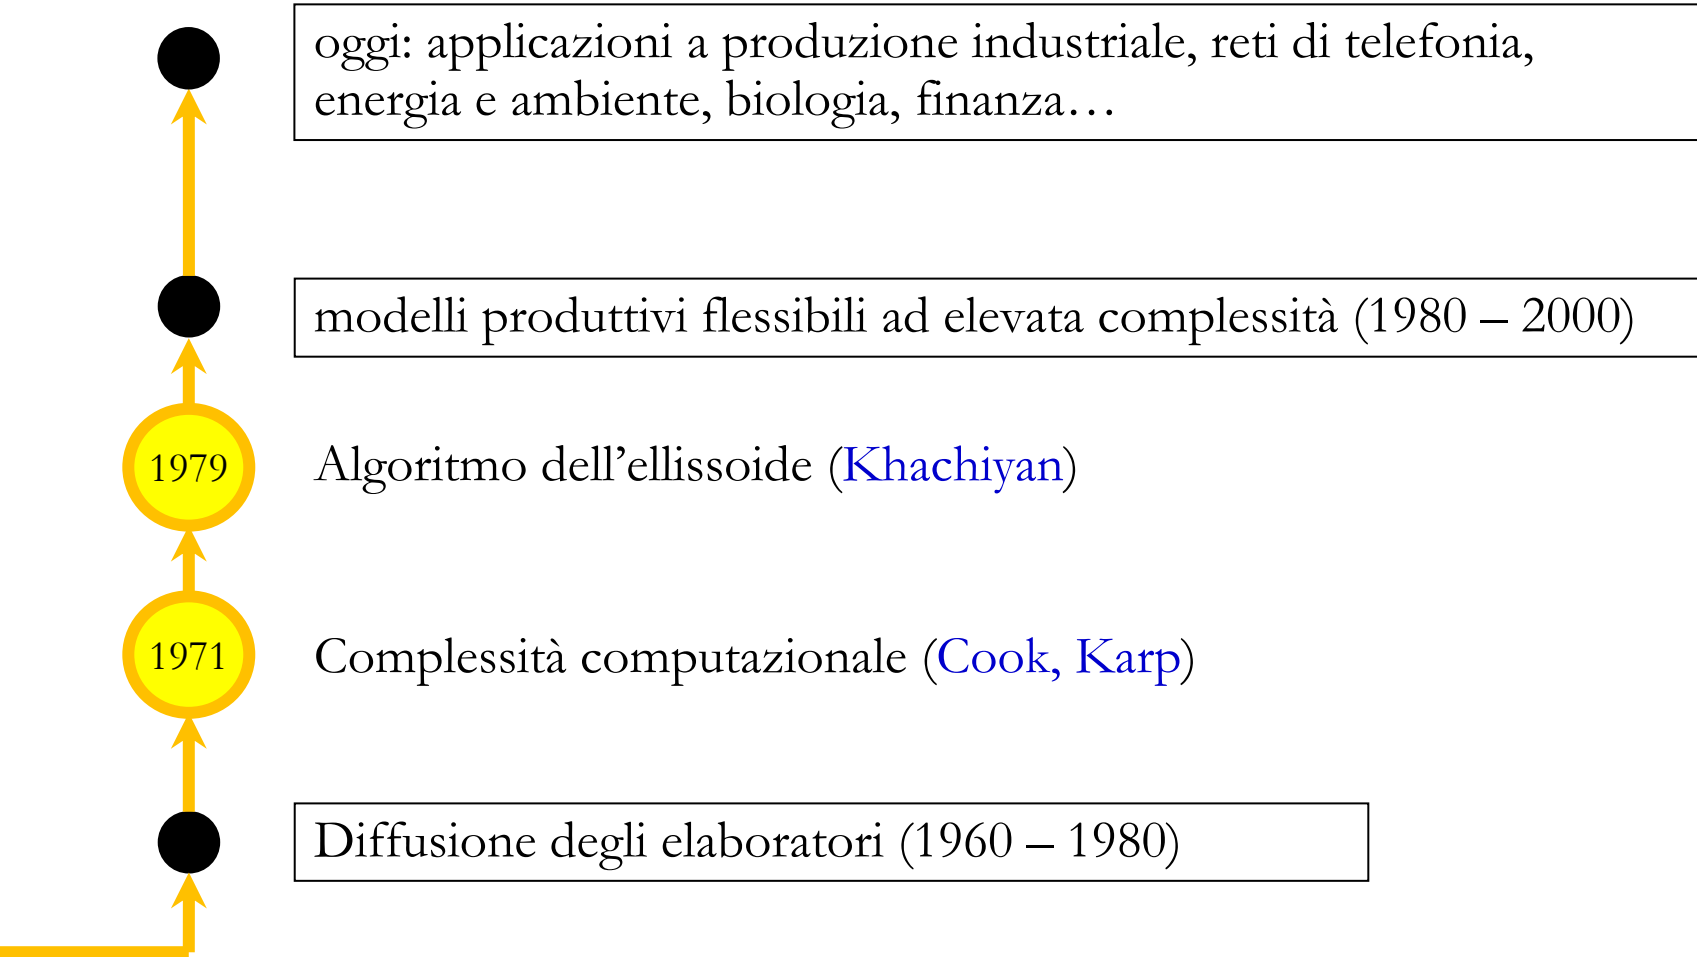 oggi: applicazioni a produzione industriale, reti di telefonia,
energia e ambiente, biologia, finanza…
modelli produttivi flessibili ad elevata complessità (1980 – 2000)
1979 Algoritmo dell’ellissoide (Khachiyan)
1971 Complessità computazionale (Cook, Karp)
Diffusione degli elaboratori (1960 – 1980)